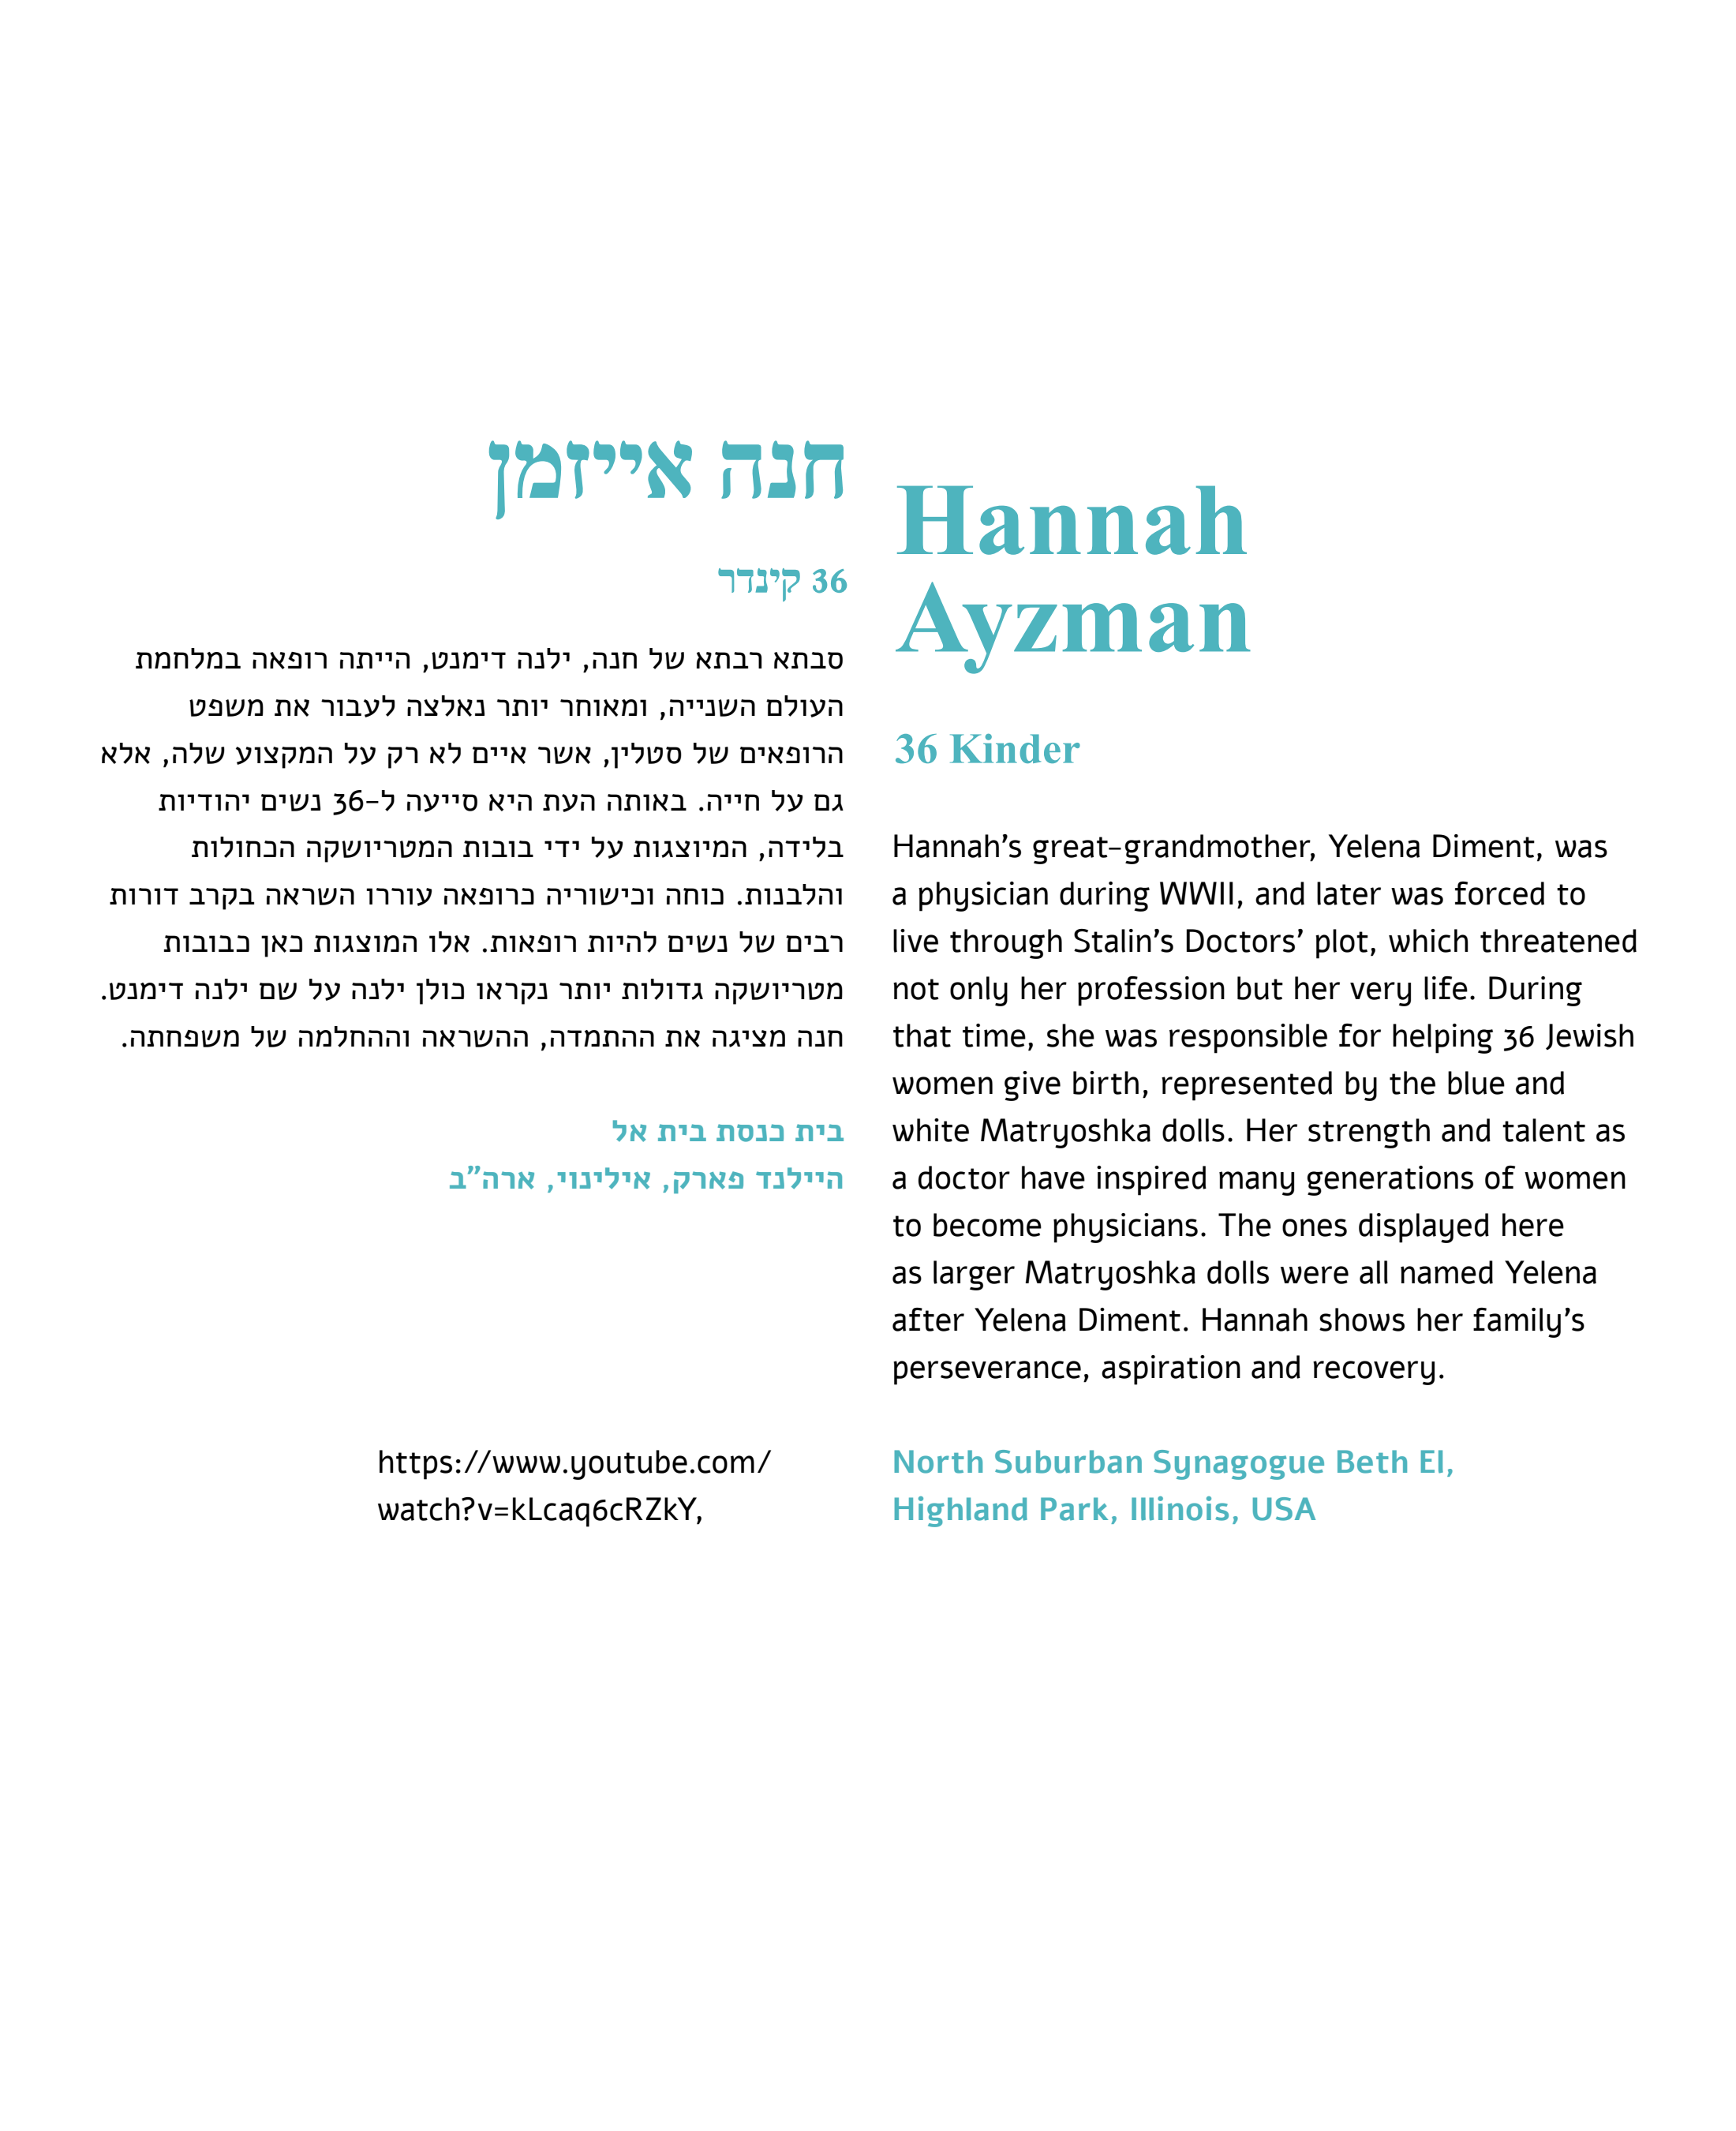 חנה אייזמן
36 קינדר
סבתא רבתא של חנה, ילנה דימנט, הייתה רופאה במלחמת
העולם השנייה, ומאוחר יותר נאלצה לעבור את משפט
הרופאים של סטלין, אשר איים לא רק על המקצוע שלה, אלא
גם על חייה. באותה העת היא סייעה ל-36 נשים יהודיות
בלידה, המיוצגות על ידי בובות המטריושקה הכחולות
והלבנות. כוחה וכישוריה כרופאה עוררו השראה בקרב דורות
רבים של נשים להיות רופאות. אלו המוצגות כאן כבובות
מטריושקה גדולות יותר נקראו כולן ילנה על שם ילנה דימנט.
חנה מציגה את ההתמדה, ההשראה וההחלמה של משפחתה.
בית כנסת בית אל
היילנד פארק, אילינוי, ארה”ב
https://www.youtube.com/
watch?v=kLcaq6cRZkY,
Hannah
Ayzman
36 Kinder
Hannah’s great-grandmother, Yelena Diment, was
a physician during WWII, and later was forced to
live through Stalin’s Doctors’ plot, which threatened
not only her profession but her very life. During
that time, she was responsible for helping 36 Jewish
women give birth, represented by the blue and
white Matryoshka dolls. Her strength and talent as
a doctor have inspired many generations of women
to become physicians. The ones displayed here
as larger Matryoshka dolls were all named Yelena
after Yelena Diment. Hannah shows her family’s
perseverance, aspiration and recovery.
North Suburban Synagogue Beth El,
Highland Park, Illinois, USA